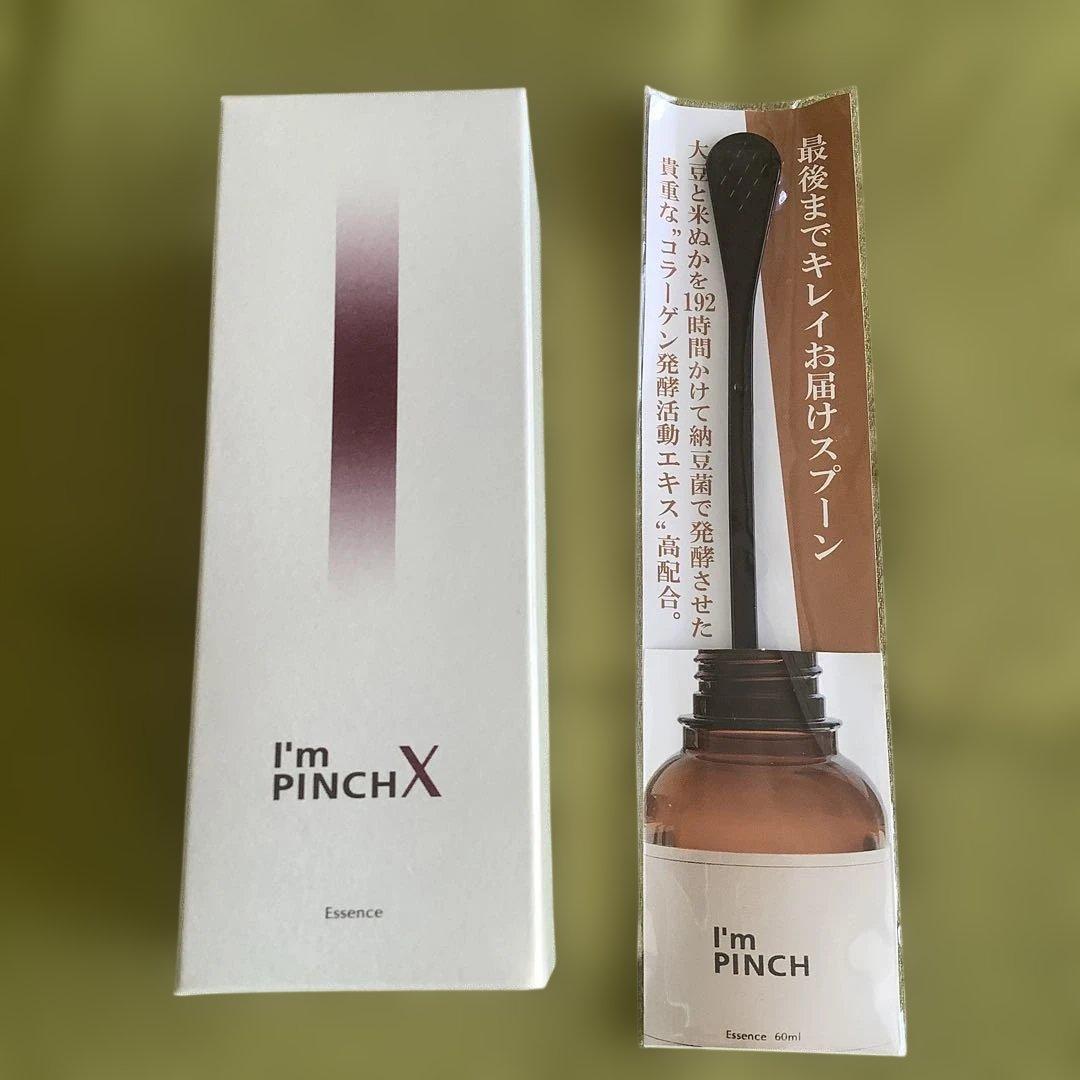 I'm
PINCH X
Essence
最後までキレイお届けスプーン
大豆と米ぬかを192時間かけて納豆菌で発酵させた
貴重な”コラーゲン発酵活動エキス“高配合。
I'm
PINCH
Essence 60ml